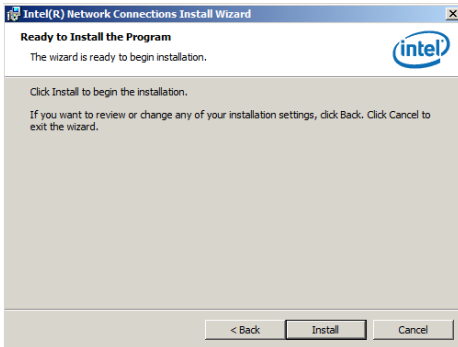 Intel(R) Network Connections Install Wizard
Ready to Install the Program
The wizard is ready to begin installation.
intel
Click Install to begin the installation.
If you want to review or change any of your installation settings, click Back. Click Cancel to
exit the wizard.
< Back Install Cancel